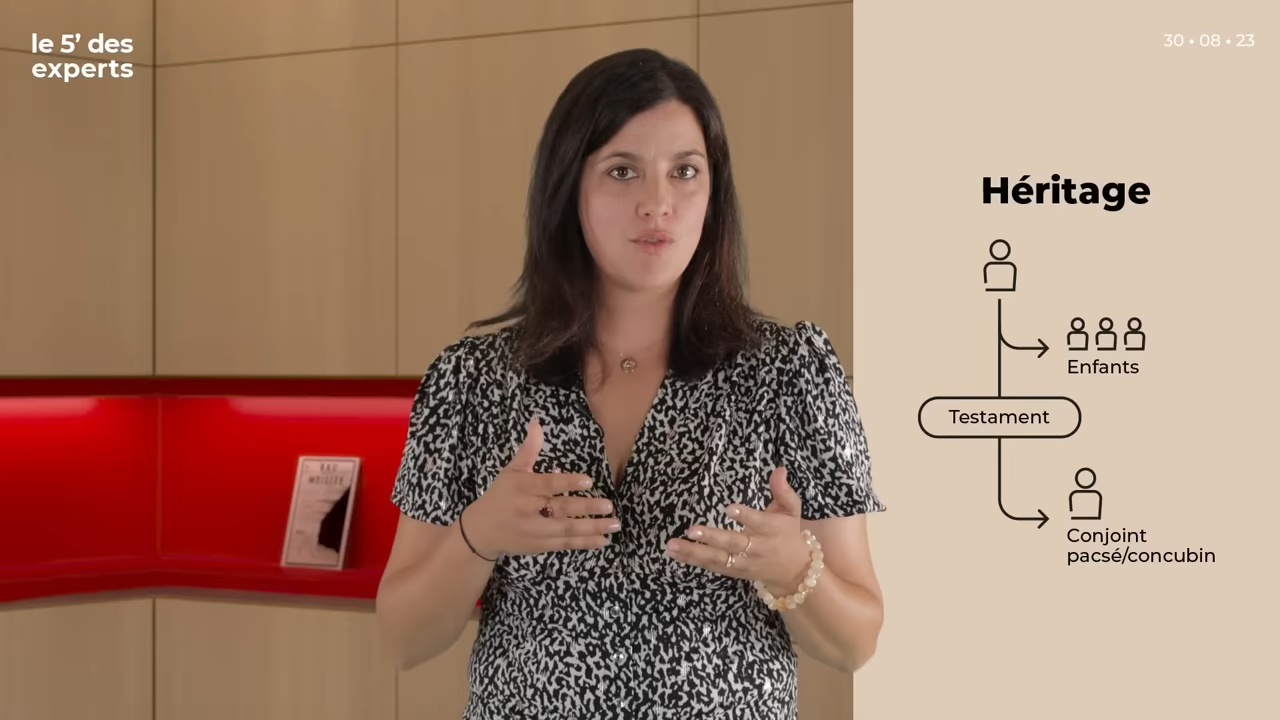 le 5’ des
experts
30 • 08 • 23
Héritage
Enfants
Testament
Conjoint
pacsé/concubin